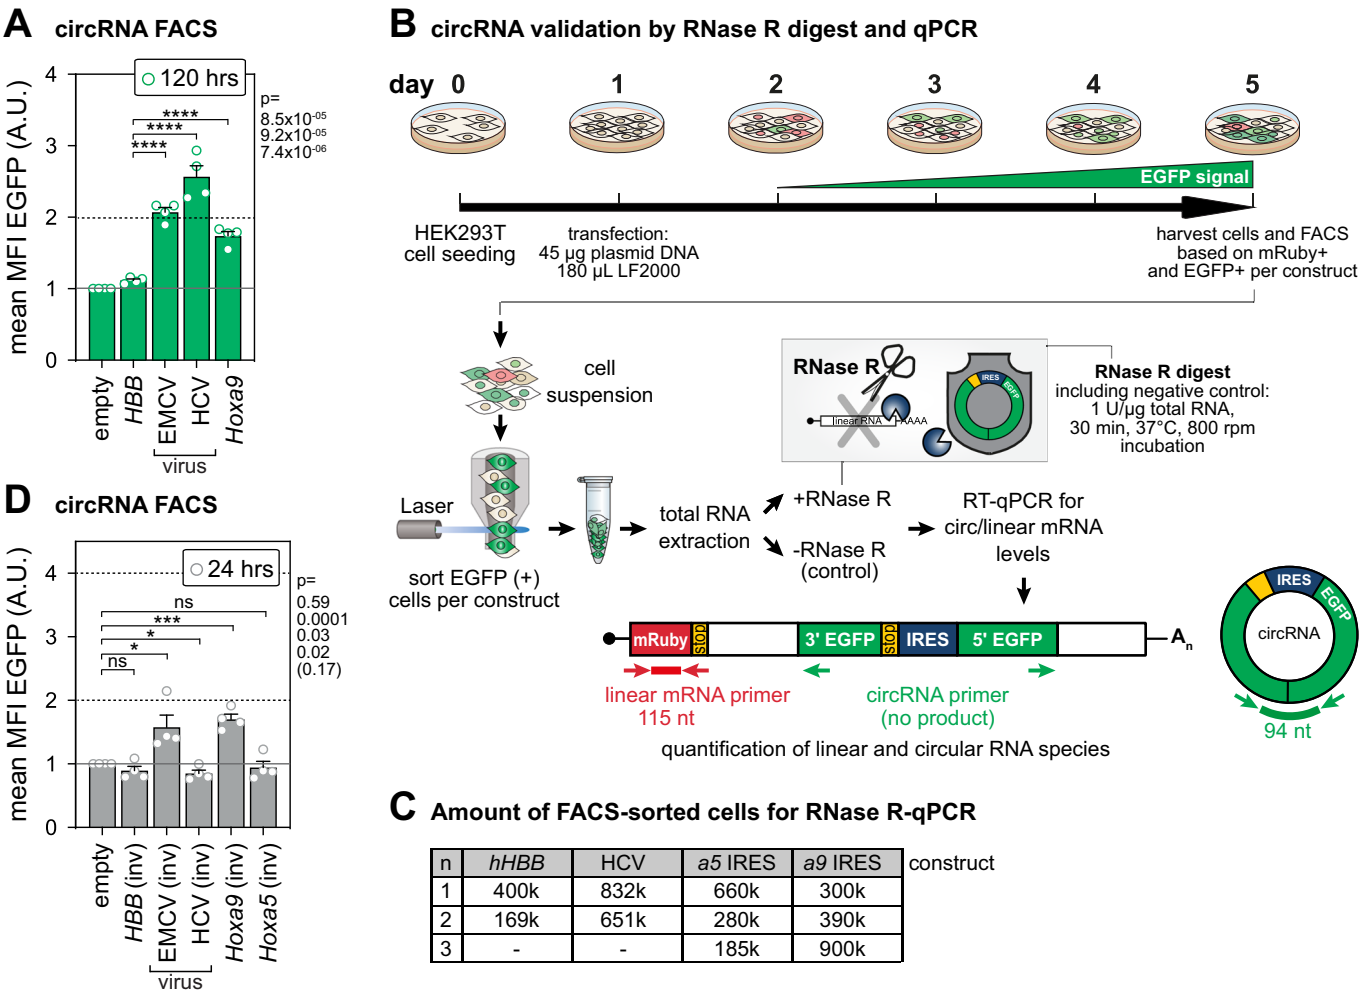 A circRNA FACS
mean MFI EGFP (A.U.)
4
3
2
1
0
120 hrs
****
****
****
p=
8.5x10-05
9.2x10-05
7.4x10-06
empty
HBB
EMCV
HCV
Hoxa9
virus
B circRNA validation by RNase R digest and qPCR
day 0 1 2 3 4 5
EGFP signal
HEK293T
cell seeding
transfection:
45 µg plasmid DNA
180 µL LF2000
harvest cells and FACS
based on mRuby+
and EGFP+ per construct
cell
suspension
Laser
sort EGFP (+)
cells per construct
total RNA
extraction
+RNase R
-RNase R
(control)
RNase R
linear RNA
AAAA
IRES
EGFP
RNase R digest
including negative control:
1 U/µg total RNA,
30 min, 37°C, 800 rpm
incubation
RT-qPCR for
circ/linear mRNA
levels
mRuby stop 3' EGFP stop IRES 5' EGFP An
linear mRNA primer
115 nt
circRNA primer
(no product)
quantification of linear and circular RNA species
IRES
EGFP
circRNA
94 nt
C Amount of FACS-sorted cells for RNase R-qPCR
n hHBB HCV a5 IRES a9 IRES construct
1 400k 832k 660k 300k
2 169k 651k 280k 390k
3 - - 185k 900k
D circRNA FACS
mean MFI EGFP (A.U.)
4
3
2
1
0
24 hrs
ns
***
*
*
ns
p=
0.59
0.0001
0.03
0.02
(0.17)
empty
HBB (inv)
EMCV (inv)
HCV (inv)
Hoxa9 (inv)
Hoxa5 (inv)
virus